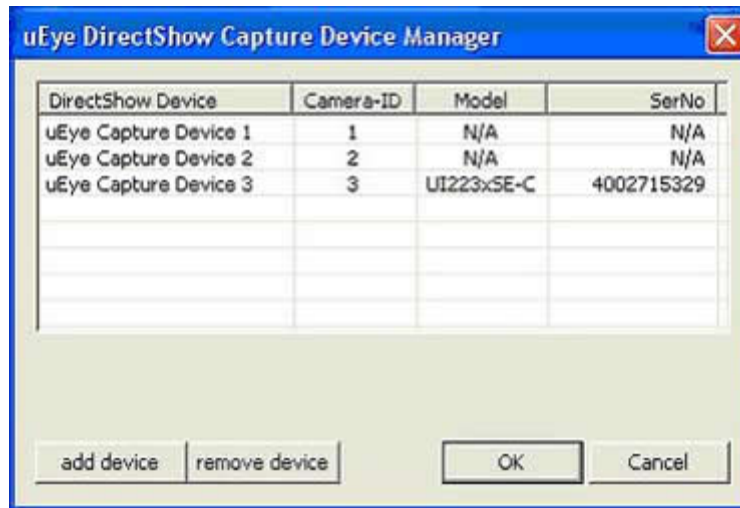 uEye DirectShow Capture Device Manager
DirectShow Device Camera-ID Model SerNo
uEye Capture Device 1 1 N/A N/A
uEye Capture Device 2 2 N/A N/A
uEye Capture Device 3 3 UI223xSE-C 4002715329
add device remove device OK Cancel